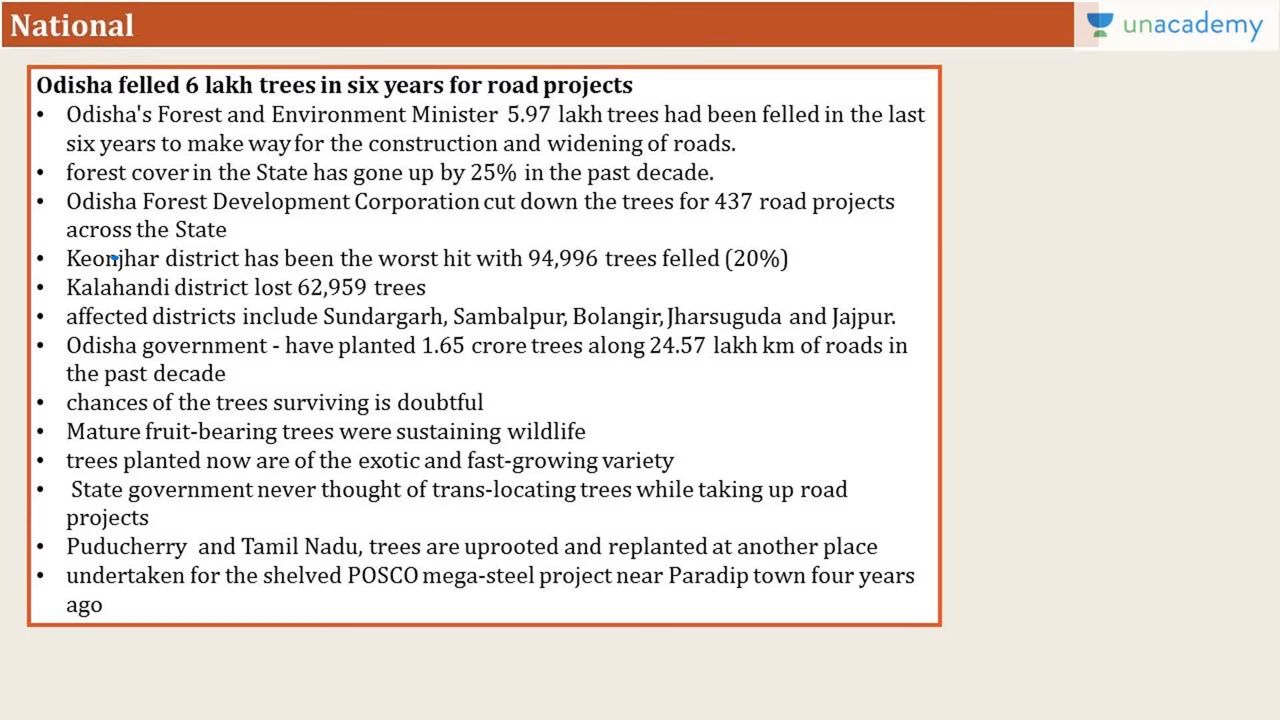 National
unacademy
Odisha felled 6 lakh trees in six years for road projects
• Odisha's Forest and Environment Minister 5.97 lakh trees had been felled in the last
six years to make way for the construction and widening of roads.
• forest cover in the State has gone up by 25% in the past decade.
• Odisha Forest Development Corporation cut down the trees for 437 road projects
across the State
• Keonjhar district has been the worst hit with 94,996 trees felled (20%)
• Kalahandi district lost 62,959 trees
• affected districts include Sundargarh, Sambalpur, Bolangir, Jharsuguda and Jajpur.
• Odisha government - have planted 1.65 crore trees along 24.57 lakh km of roads in
the past decade
• chances of the trees surviving is doubtful
• Mature fruit-bearing trees were sustaining wildlife
• trees planted now are of the exotic and fast-growing variety
• State government never thought of trans-locating trees while taking up road
projects
• Puducherry and Tamil Nadu, trees are uprooted and replanted at another place
• undertaken for the shelved POSCO mega-steel project near Paradip town four years
ago